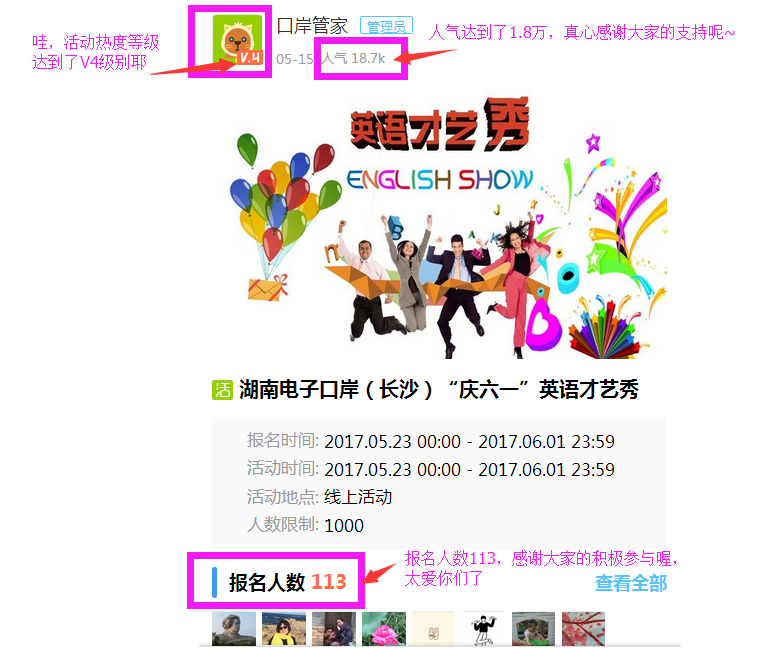 口岸管家 管理员
哇，活动热度等级
达到了V4级别耶
V.4
05-15 人气 18.7k
人气达到了1.8万，真心感谢大家的支持呢~
英语才艺秀
ENGLISH SHOW
活 湖南电子口岸（长沙）“庆六一”英语才艺秀
报名时间: 2017.05.23 00:00 - 2017.06.01 23:59
活动时间: 2017.05.23 00:00 - 2017.06.01 23:59
活动地点: 线上活动
人数限制: 1000
报名人数113，感谢大家的积极参与喔，
太爱你们了
报名人数 113
查看全部